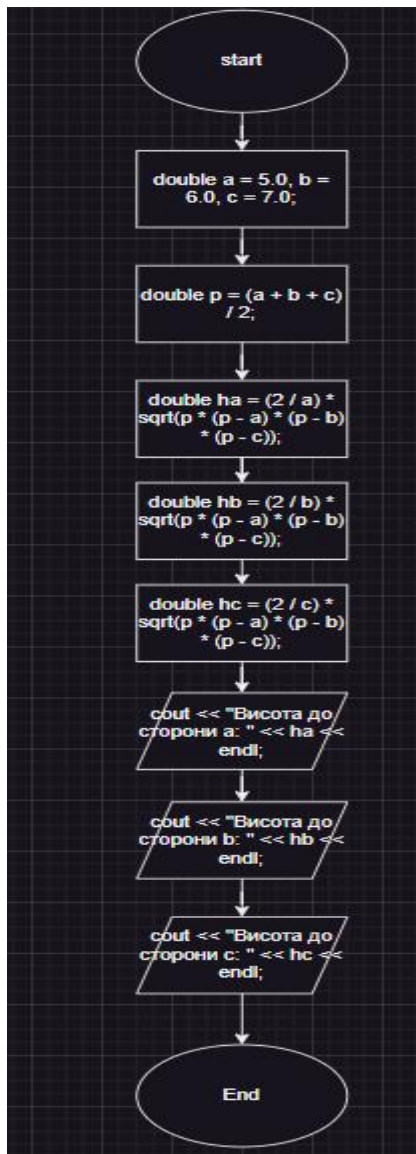 start
double a = 5.0, b =
6.0, c = 7.0;
double p = (a + b + c)
/ 2;
double ha = (2 / a) *
sqrt(p * (p - a) * (p - b)
* (p - c));
double hb = (2 / b) *
sqrt(p * (p - a) * (p - b)
* (p - c));
double hc = (2 / c) *
sqrt(p * (p - a) * (p - b)
* (p - c));
cout << "Висота до
сторони a: " << ha <<
endl;
cout << "Висота до
сторони b: " << hb <<
endl;
cout << "Висота до
сторони c: " << hc <<
endl;
End